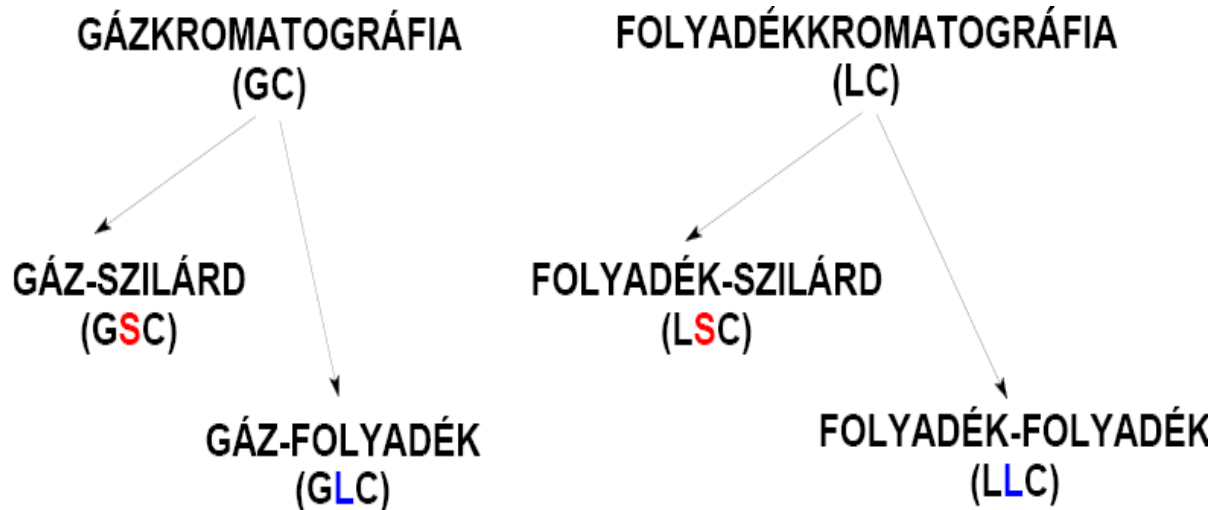 GÁZKROMATOGRÁFIA
(GC)
GÁZ-SZILÁRD
(GSC)
GÁZ-FOLYADÉK
(GLC)
FOLYADÉKKROMATOGRÁFIA
(LC)
FOLYADÉK-SZILÁRD
(LSC)
FOLYADÉK-FOLYADÉK
(LLC)